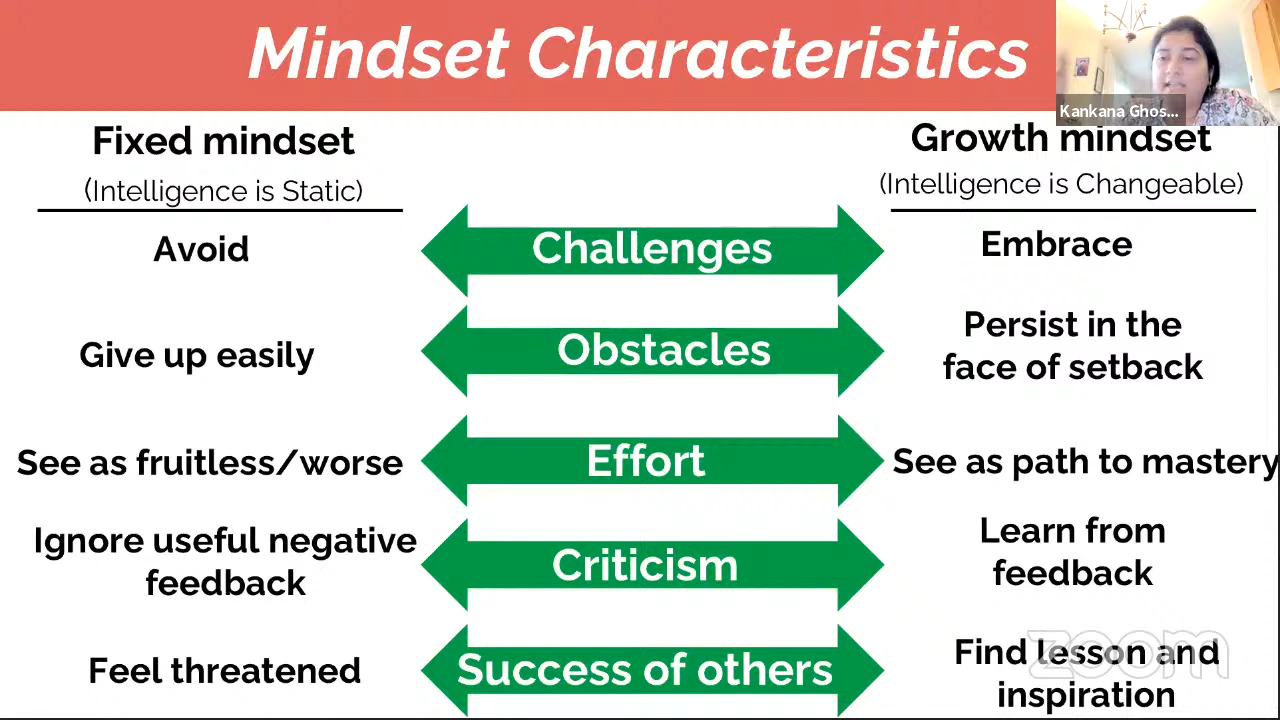 Mindset Characteristics
Kankana Ghos...
Fixed mindset
(Intelligence is Static)
Growth mindset
(Intelligence is Changeable)
Avoid
Challenges
Embrace
Give up easily
Obstacles
Persist in the
face of setback
See as fruitless/worse
Effort
See as path to mastery
Ignore useful negative
feedback
Criticism
Learn from
feedback
Feel threatened
Success of others
Find lesson and
inspiration
zoom